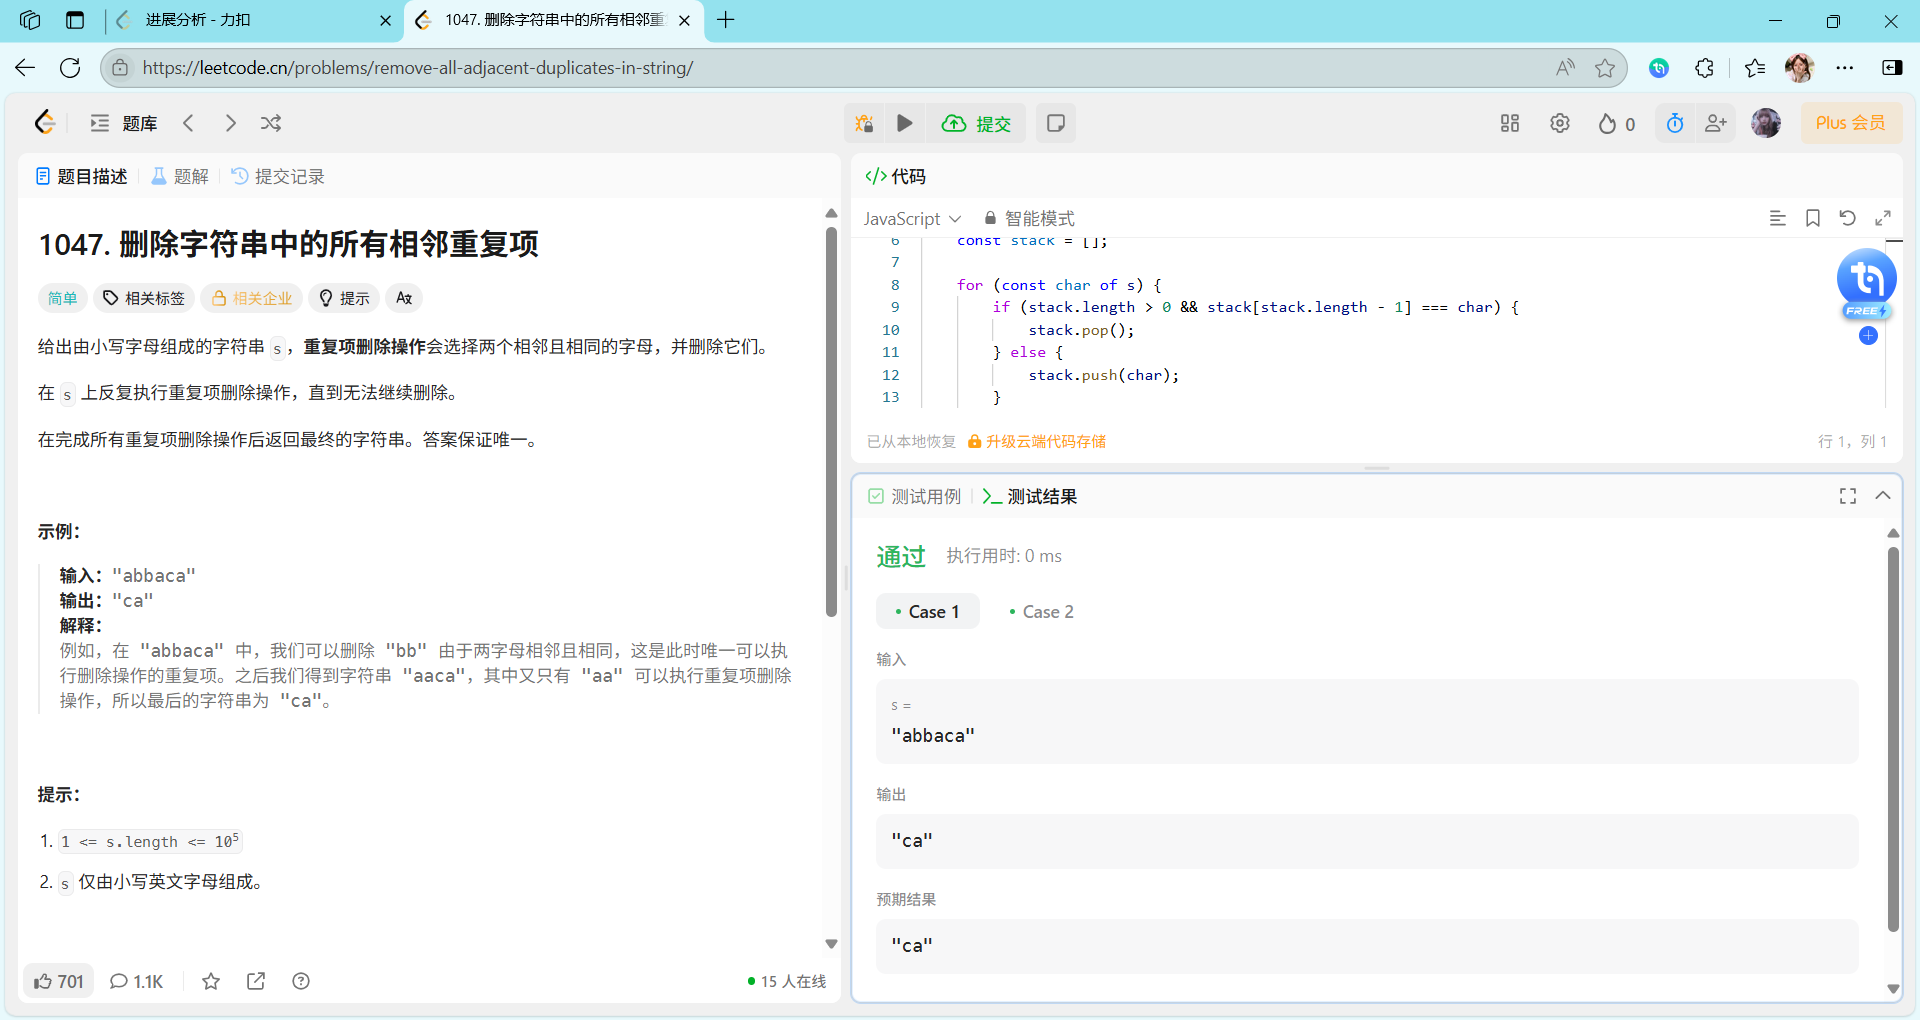 进展分析 - 力扣
1047. 删除字符串中的所有相邻重
https://leetcode.cn/problems/remove-all-adjacent-duplicates-in-string/
题库
提交
0
Plus 会员
题目描述
题解
提交记录
1047. 删除字符串中的所有相邻重复项
简单
相关标签
相关企业
提示
给出由小写字母组成的字符串 s，重复项删除操作会选择两个相邻且相同的字母，并删除它们。
在 s 上反复执行重复项删除操作，直到无法继续删除。
在完成所有重复项删除操作后返回最终的字符串。答案保证唯一。
示例：
输入："abbaca"
输出："ca"
解释：
例如，在 "abbaca" 中，我们可以删除 "bb" 由于两字母相邻且相同，这是此时唯一可以执
行删除操作的重复项。之后我们得到字符串 "aaca"，其中又只有 "aa" 可以执行重复项删除
操作，所以最后的字符串为 "ca"。
提示：
1. 1 <= s.length <= 10⁵
2. s 仅由小写英文字母组成。
701
1.1K
15 人在线
</> 代码
JavaScript
智能模式
6 const stack = [];
7
8 for (const char of s) {
9 if (stack.length > 0 && stack[stack.length - 1] === char) {
10 stack.pop();
11 } else {
12 stack.push(char);
13 }
FREE
已从本地恢复
升级云端代码存储
行 1，列 1
测试用例
测试结果
通过
执行用时: 0 ms
Case 1
Case 2
输入
s =
"abbaca"
输出
"ca"
预期结果
"ca"